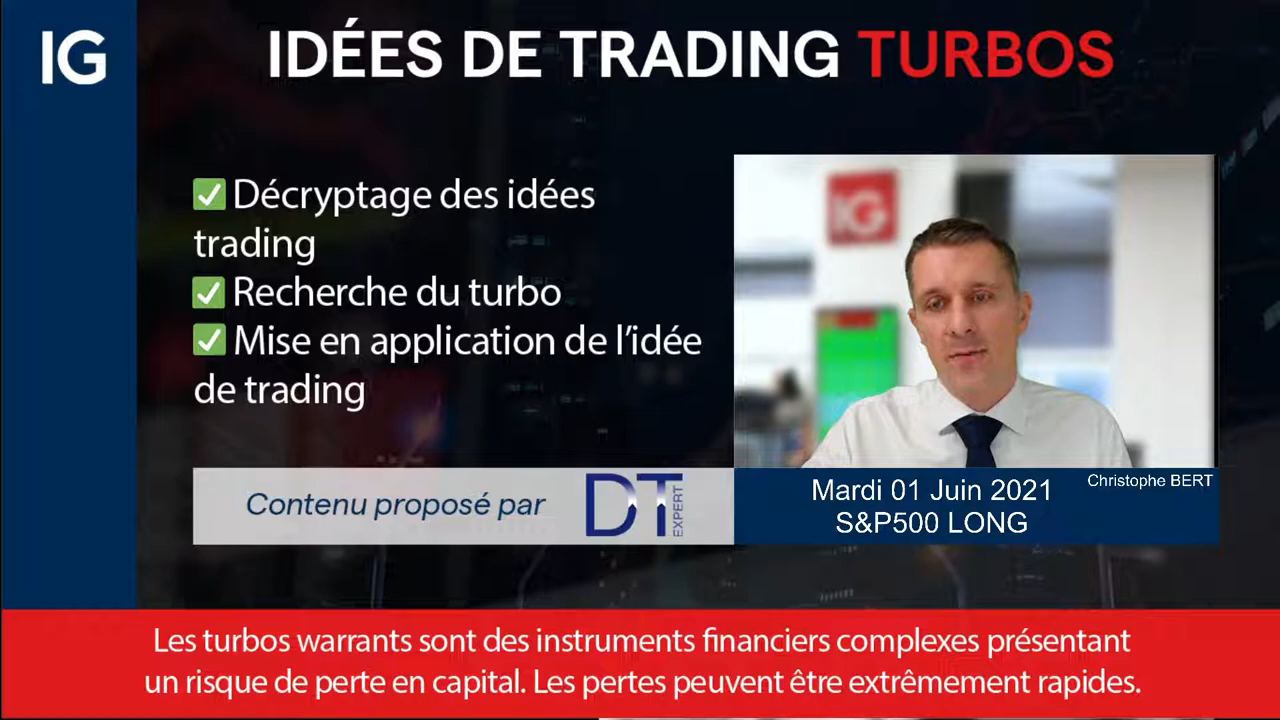 IG
IDÉES DE TRADING TURBOS
✅ Décryptage des idées
trading
✅ Recherche du turbo
✅ Mise en application de l’idée
de trading
IG
Contenu proposé par DT EXPERT
Christophe BERT
Mardi 01 Juin 2021
S&P500 LONG
Les turbos warrants sont des instruments financiers complexes présentant
un risque de perte en capital. Les pertes peuvent être extrêmement rapides.